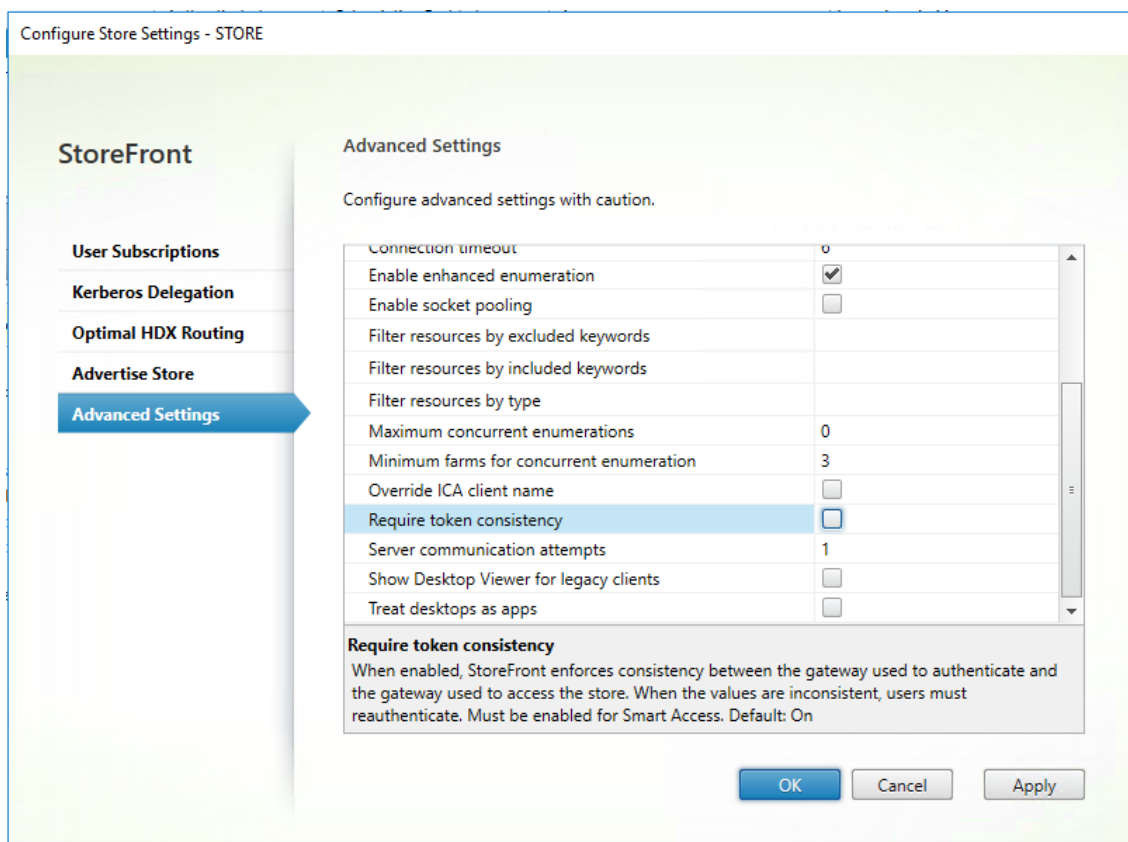 Configure Store Settings - STORE
StoreFront
User Subscriptions
Kerberos Delegation
Optimal HDX Routing
Advertise Store
Advanced Settings
Advanced Settings
Configure advanced settings with caution.
Connection timeout 6
Enable enhanced enumeration
Enable socket pooling
Filter resources by excluded keywords
Filter resources by included keywords
Filter resources by type
Maximum concurrent enumerations 0
Minimum farms for concurrent enumeration 3
Override ICA client name
Require token consistency
Server communication attempts 1
Show Desktop Viewer for legacy clients
Treat desktops as apps
Require token consistency
When enabled, StoreFront enforces consistency between the gateway used to authenticate and
the gateway used to access the store. When the values are inconsistent, users must
reauthenticate. Must be enabled for Smart Access. Default: On
OK Cancel Apply